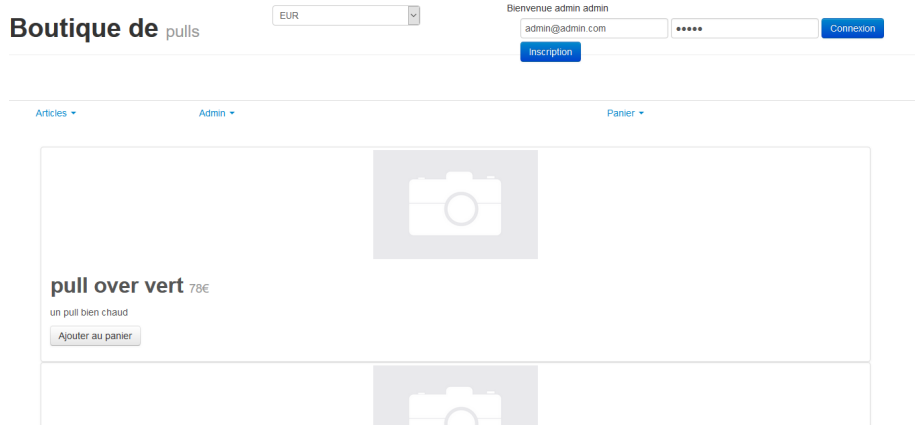 Boutique de pulls
EUR
Bienvenue admin admin
admin@admin.com ●●●●● Connexion
Inscription
Articles Admin Panier
pull over vert 78€
un pull bien chaud
Ajouter au panier